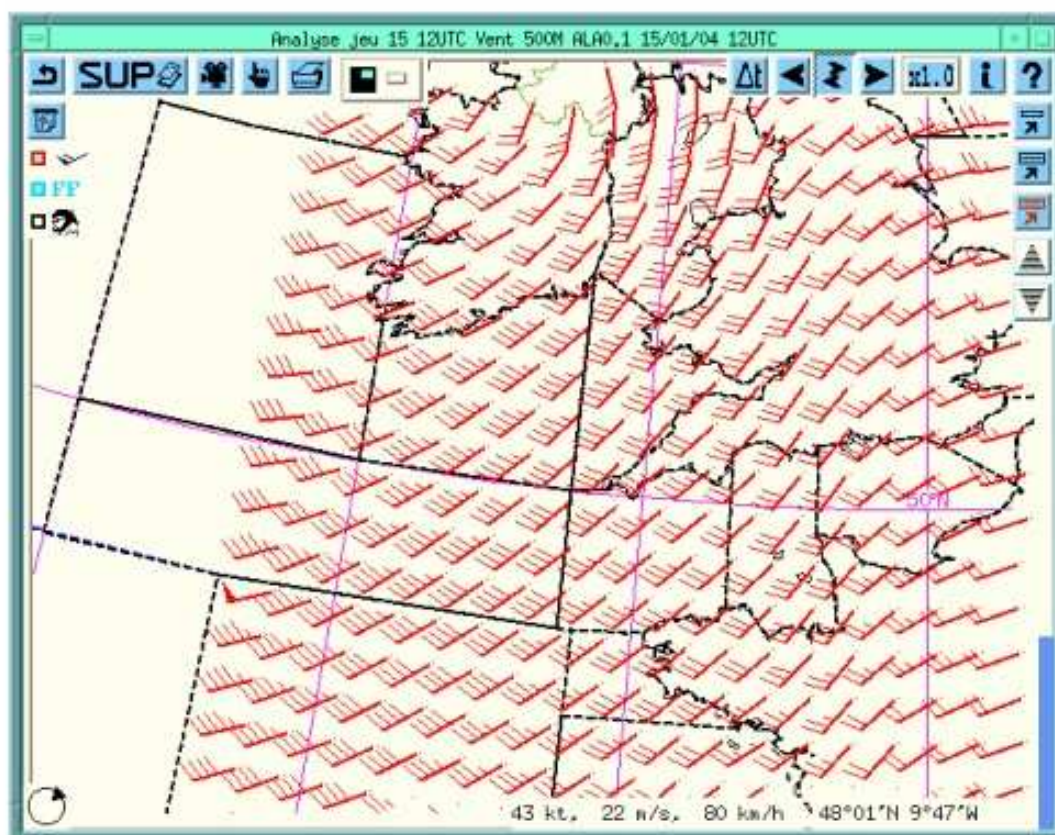 Analyse jeu 15 12UTC Vent 500M ALA0.1 15/01/04 12UTC
SUP Δt x1.0 i ?
FF
50°N
43 kt, 22 m/s, 80 km/h 48°01'N 9°47'W